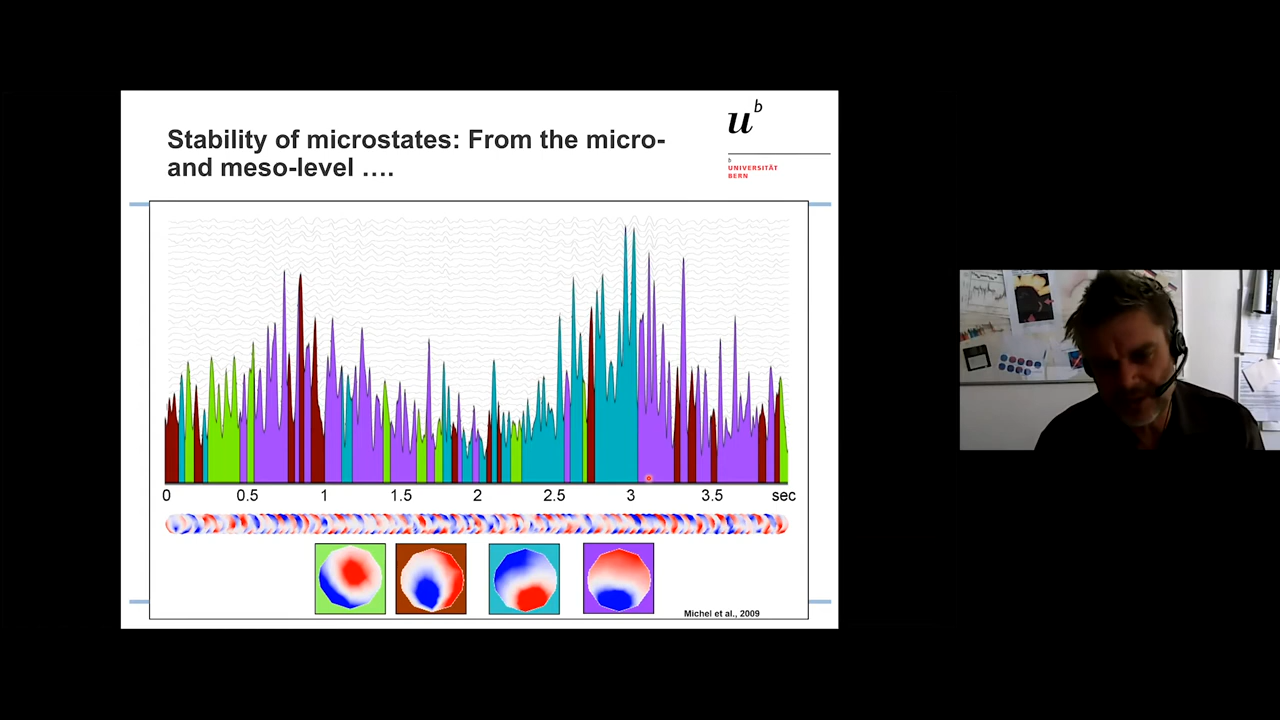 Stability of microstates: From the micro-
and meso-level ....
u
b
b
UNIVERSITÄT
BERN
0 0.5 1 1.5 2 2.5 3 3.5 sec
Michel et al., 2009